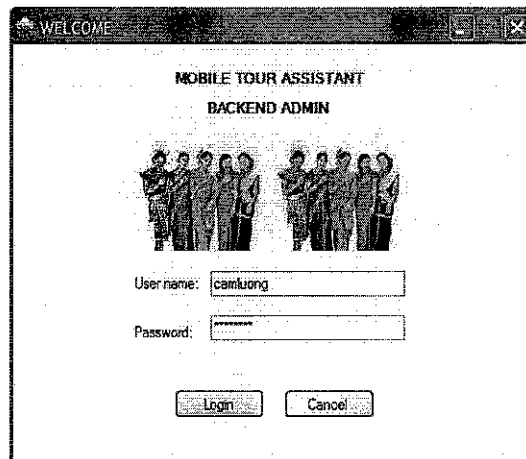 WELCOME
MOBILE TOUR ASSISTANT
BACKEND ADMIN
User name: camluong
Password: ********
Login Cancel